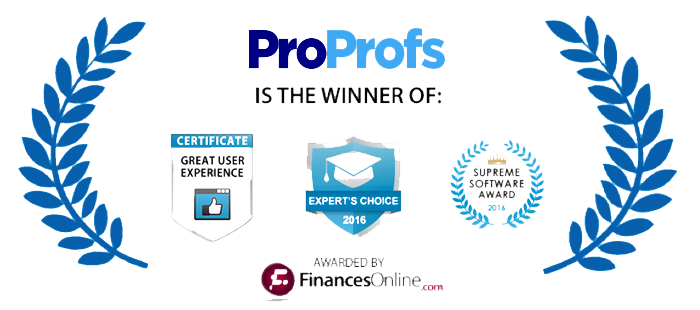 ProProfs
IS THE WINNER OF:
CERTIFICATE
GREAT USER
EXPERIENCE
EXPERT'S CHOICE
2016
SUPREME
SOFTWARE
AWARD
2016
AWARDED BY
FinancesOnline.com